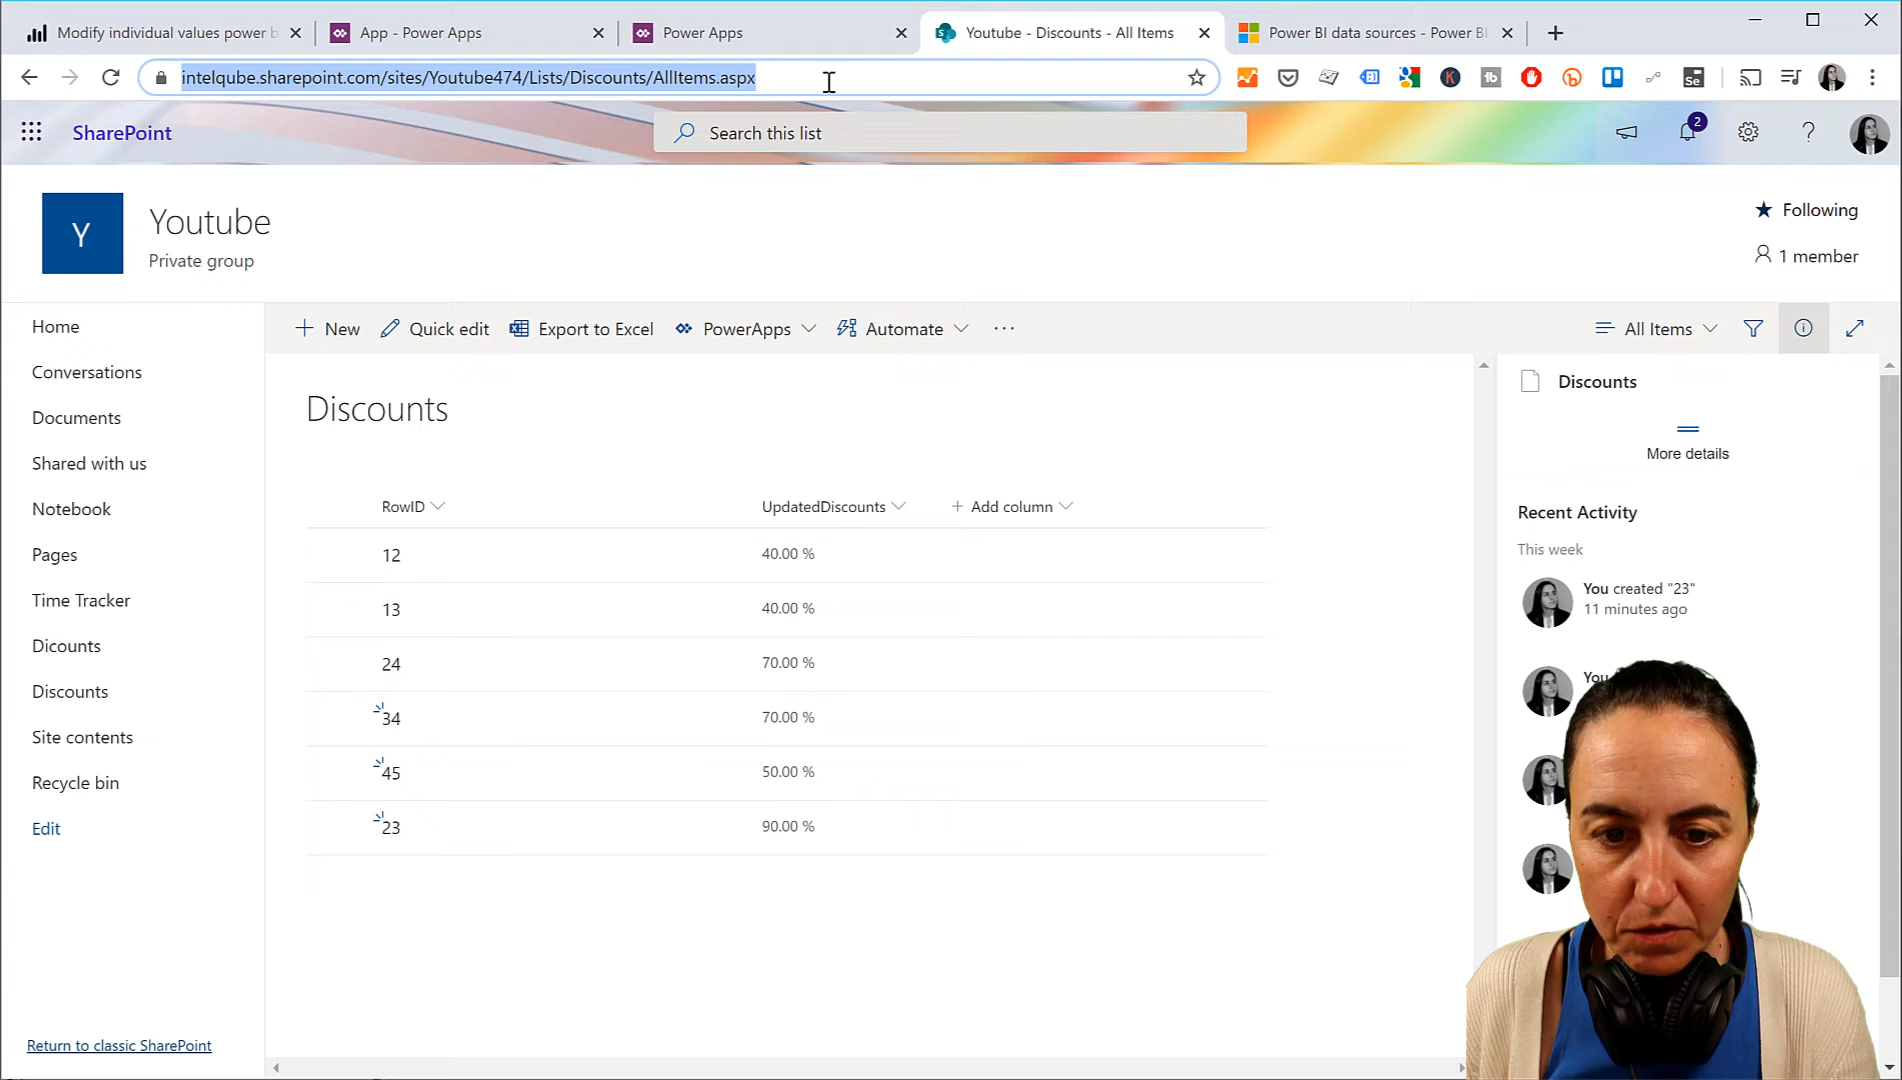 Modify individual values power b
App - Power Apps
Power Apps
Youtube - Discounts - All Items
Power BI data sources - Power BI
intelqube.sharepoint.com/sites/Youtube474/Lists/Discounts/AllItems.aspx
SharePoint
Search this list
2
Y
Youtube
Private group
Following
1 member
Home
Conversations
Documents
Shared with us
Notebook
Pages
Time Tracker
Dicounts
Discounts
Site contents
Recycle bin
Edit
Return to classic SharePoint
New
Quick edit
Export to Excel
PowerApps
Automate
All Items
Discounts
RowID
UpdatedDiscounts
Add column
12 40.00 %
13 40.00 %
24 70.00 %
34 70.00 %
45 50.00 %
23 90.00 %
Discounts
More details
Recent Activity
This week
You created "23"
11 minutes ago
You